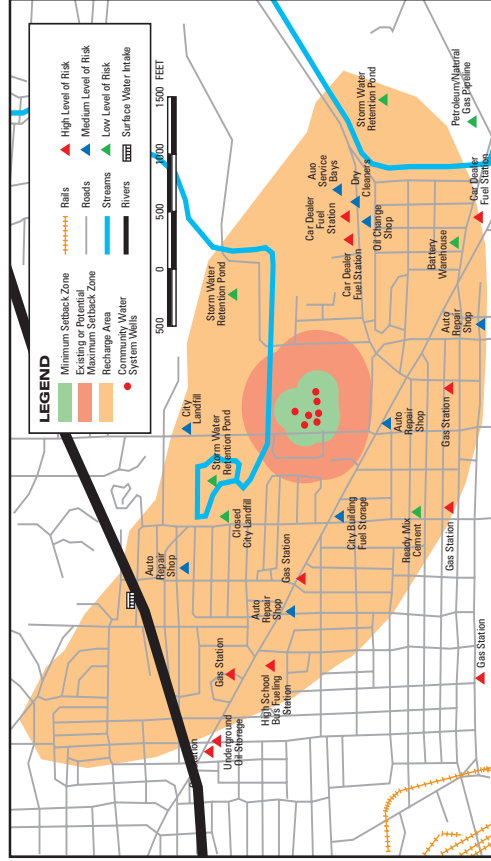 LEGEND
Minimum Setback Zone
Existing or Potential
Maximum Setback Zone
Recharge Area
Community Water
System Wells
Rails
Roads
Streams
Rivers
High Level of Risk
Medium Level of Risk
Low Level of Risk
Surface Water Intake
500
0
500
1000
1500 FEET
Underground
Oil Storage
Gas Station
High School
Bus Fueling
Station
Auto
Repair
Shop
Auto
Repair
Shop
Gas Station
Closed
City Landfill
Storm Water
Retention Pond
City
Landfill
City Building
Fuel Storage
Ready Mix
Cement
Gas Station
Gas Station
Auto
Repair
Shop
Gas Station
Storm Water
Retention Pond
Car Dealer
Fuel Station
Car Dealer
Fuel
Station
Auo
Service
Bays
Dry
Cleaners
Oil Change
Shop
Auto
Repair
Shop
Battery
Warehouse
Car Dealer
Fuel Station
Storm Water
Retention Pond
Petroleum/Natural
Gas Pipeline